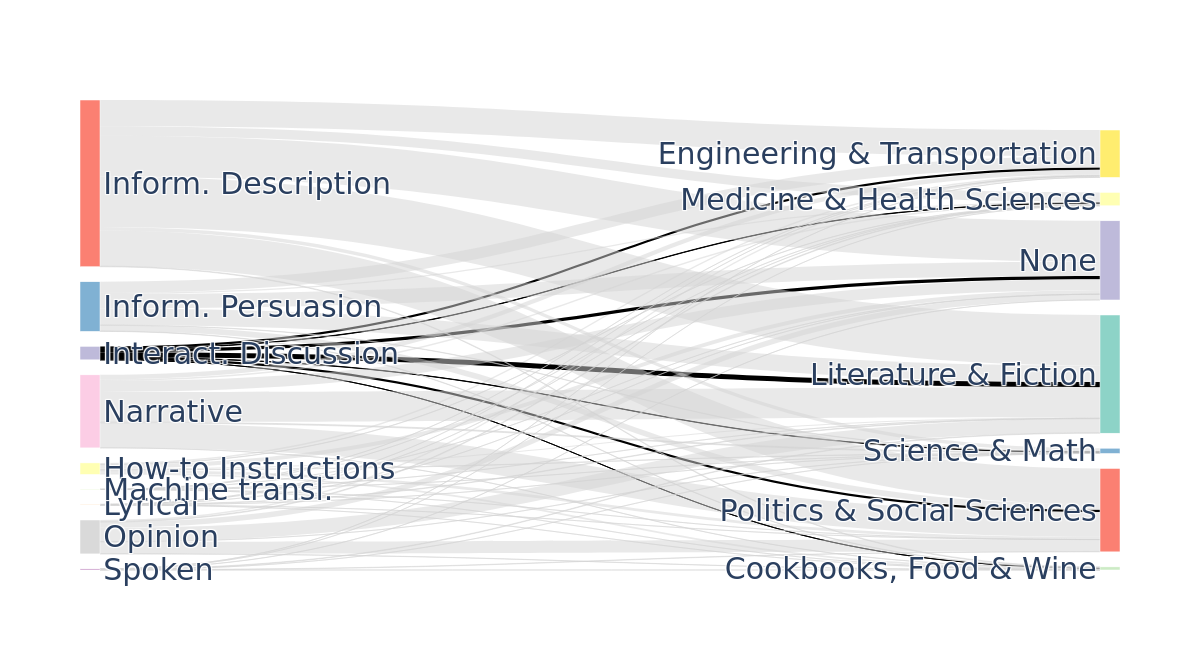 Inform. Description
Inform. Persuasion
Interact. Discussion
Narrative
How-to Instructions
Machine transl.
Lyrical
Opinion
Spoken
Engineering & Transportation
Medicine & Health Sciences
None
Literature & Fiction
Science & Math
Politics & Social Sciences
Cookbooks, Food & Wine